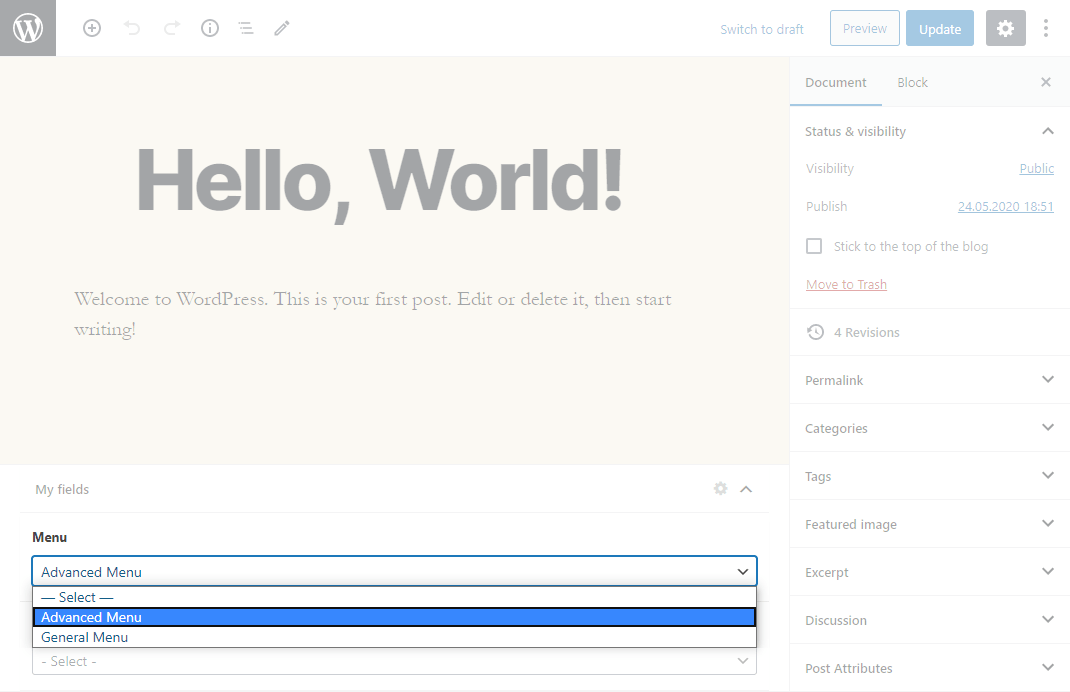 Switch to draft
Preview
Update
Document
Block
Hello, World!
Welcome to WordPress. This is your first post. Edit or delete it, then start
writing!
Status & visibility
Visibility
Public
Publish
24.05.2020 18:51
Stick to the top of the blog
Move to Trash
4 Revisions
Permalink
Categories
Tags
Featured image
Excerpt
Discussion
Post Attributes
My fields
Menu
Advanced Menu
— Select —
Advanced Menu
General Menu
- Select -